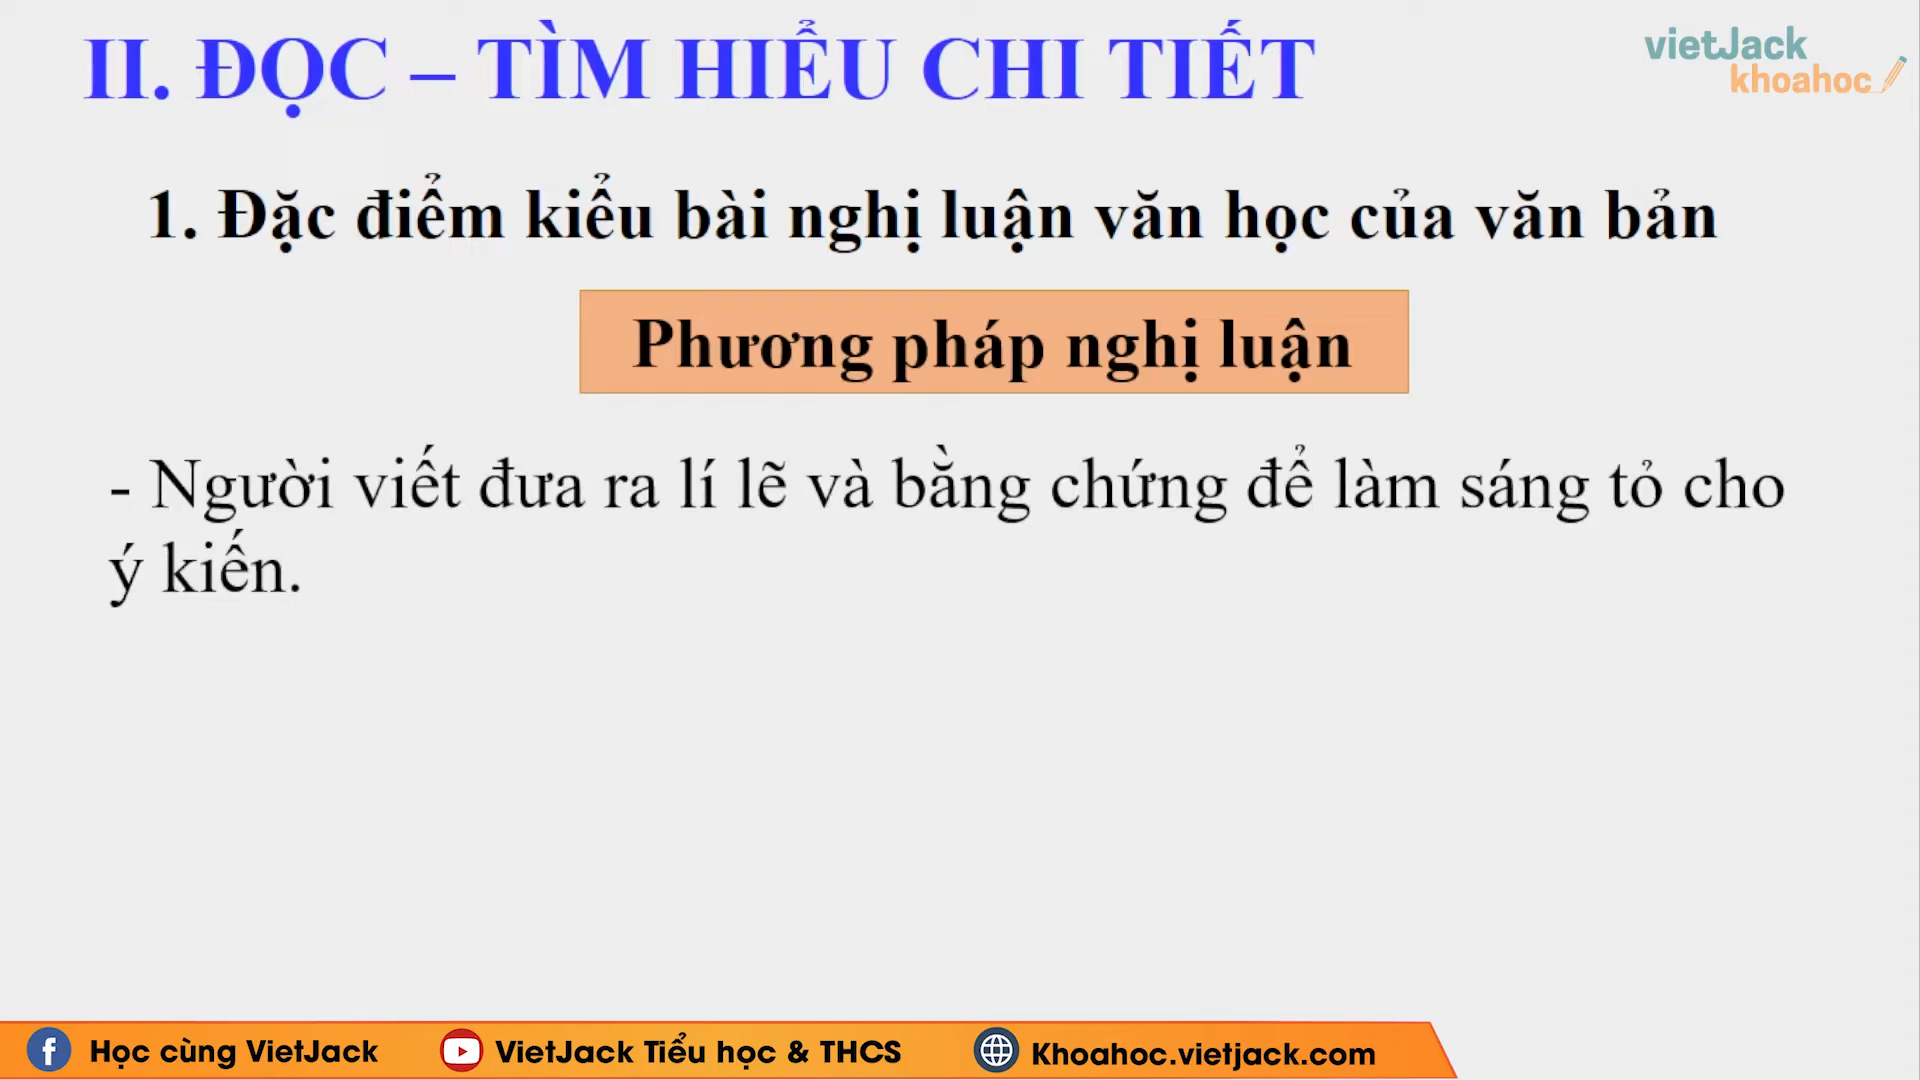 II. ĐỌC – TÌM HIỂU CHI TIẾT
vietJack
khoahoc
1. Đặc điểm kiểu bài nghị luận văn học của văn bản
Phương pháp nghị luận
- Người viết đưa ra lí lẽ và bằng chứng để làm sáng tỏ cho
ý kiến.
Học cùng VietJack
VietJack Tiểu học & THCS
Khoahoc.vietjack.com